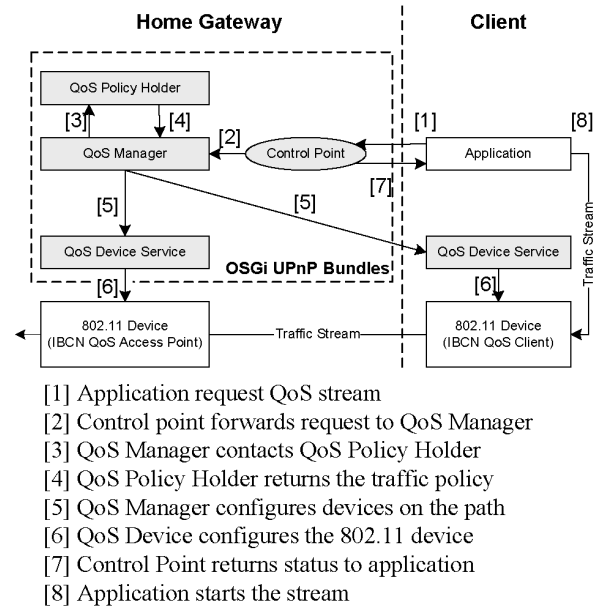 Home Gateway
Client
QoS Policy Holder
[3]
[4]
[2]
[1]
[8]
QoS Manager
Control Point
Application
[7]
[5]
[5]
Traffic Stream
QoS Device Service
QoS Device Service
OSGi UPnP Bundles
[6]
[6]
802.11 Device
(IBCN QoS Access Point)
Traffic Stream
802.11 Device
(IBCN QoS Client)
[1] Application request QoS stream
[2] Control point forwards request to QoS Manager
[3] QoS Manager contacts QoS Policy Holder
[4] QoS Policy Holder returns the traffic policy
[5] QoS Manager configures devices on the path
[6] QoS Device configures the 802.11 device
[7] Control Point returns status to application
[8] Application starts the stream